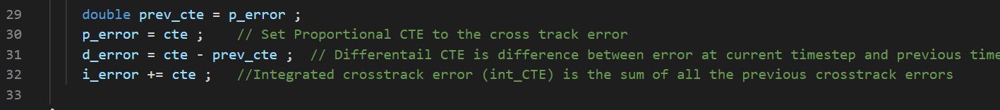 29 double prev_cte = p_error ;
30 p_error = cte ; // Set Proportional CTE to the cross track error
31 d_error = cte - prev_cte ; // Differentail CTE is difference between error at current timestep and previous time
32 i_error += cte ; //Integrated crosstrack error (int_CTE) is the sum of all the previous crosstrack errors
33